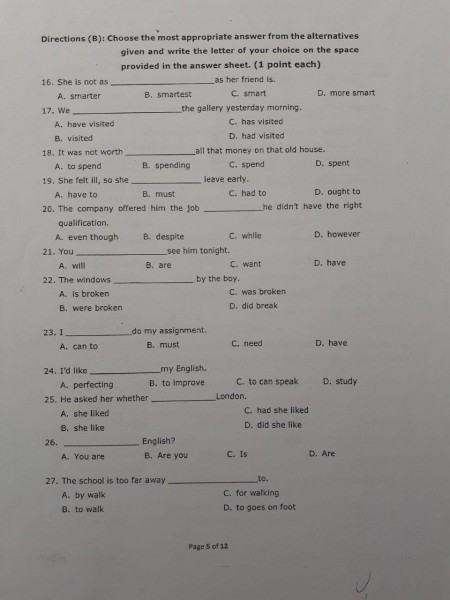 Directions (B): Choose the most appropriate answer from the alternatives
given and write the letter of your choice on the space
provided in the answer sheet. (1 point each)
16. She is not as ____________________ as her friend is.
A. smarter B. smartest C. smart D. more smart
17. We ____________________ the gallery yesterday morning.
A. have visited C. has visited
B. visited D. had visited
18. It was not worth ______________ all that money on that old house.
A. to spend B. spending C. spend D. spent
19. She felt ill, so she ______________ leave early.
A. have to B. must C. had to D. ought to
20. The company offered him the job ____________ he didn't have the right
qualification.
A. even though B. despite C. while D. however
21. You __________________ see him tonight.
A. will B. are C. want D. have
22. The windows ________________ by the boy.
A. is broken C. was broken
B. were broken D. did break
23. I ______________ do my assignment.
A. can to B. must C. need D. have
24. I'd like ______________ my English.
A. perfecting B. to improve C. to can speak D. study
25. He asked her whether _____________ London.
A. she liked C. had she liked
B. she like D. did she like
26. _______________ English?
A. You are B. Are you C. Is D. Are
27. The school is too far away __________________ to.
A. by walk C. for walking
B. to walk D. to goes on foot
Page 5 of 12